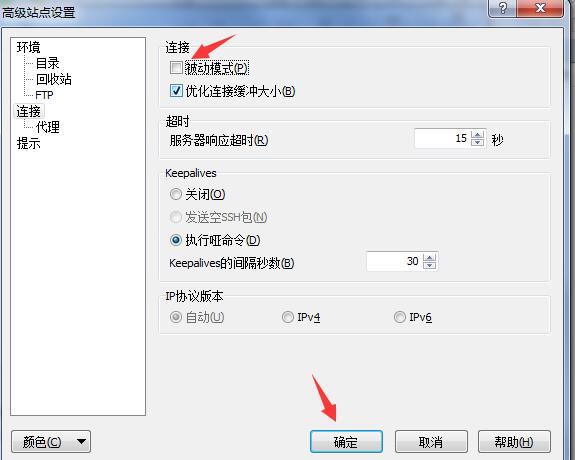 高级站点设置
环境
目录
回收站
FTP
连接
代理
提示
连接
被动模式(P)
优化连接缓冲大小(B)
超时
服务器响应超时(R) 15 秒
Keepalives
关闭(O)
发送空SSH包(N)
执行哑命令(D)
Keepalives的间隔秒数(B) 30
IP协议版本
自动(U) IPv4 IPv6
颜色(C) 确定 取消 帮助(H)